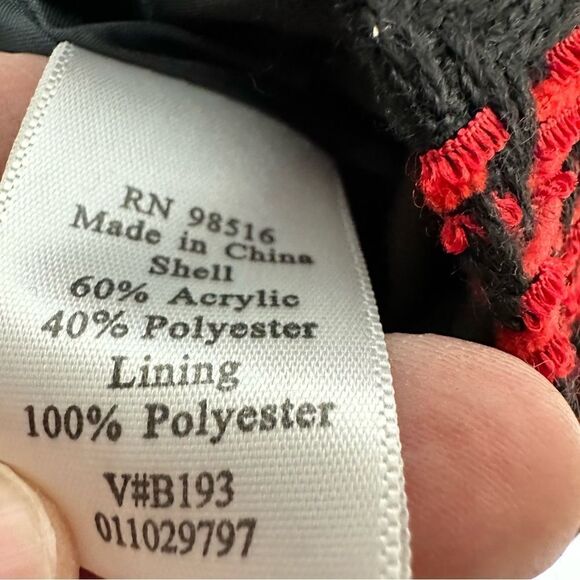 RN 98516
Made in China
Shell
60% Acrylic
40% Polyester
Lining
100% Polyester
V#B193
011029797